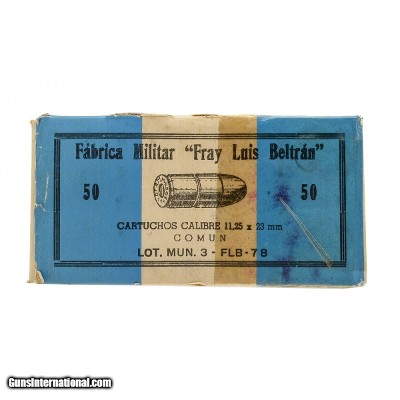 Fábrica Militar "Fray Luis Beltrán"
50 50
CARTUCHOS CALIBRE 11,25 x 23 mm
COMUN
LOT. MUN. 3 - FLB - 78
GunsInternational.com